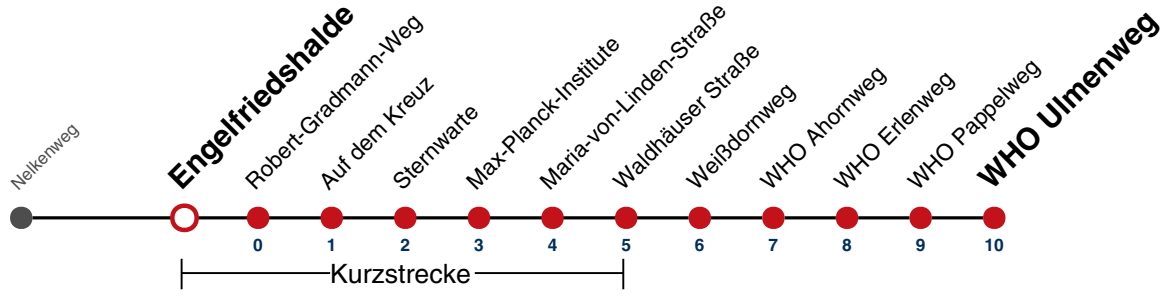 Nelkenweg
Engelfriedshalde
Robert-Gradmann-Weg
Auf dem Kreuz
Sternwarte
Max-Planck-Institute
Maria-von-Linden-Straße
Waldhäuser Straße
Weißdornweg
WHO Ahornweg
WHO Erlenweg
WHO Pappelweg
WHO Ulmenweg
0 1 2 3 4 5 6 7 8 9 10
Kurzstrecke